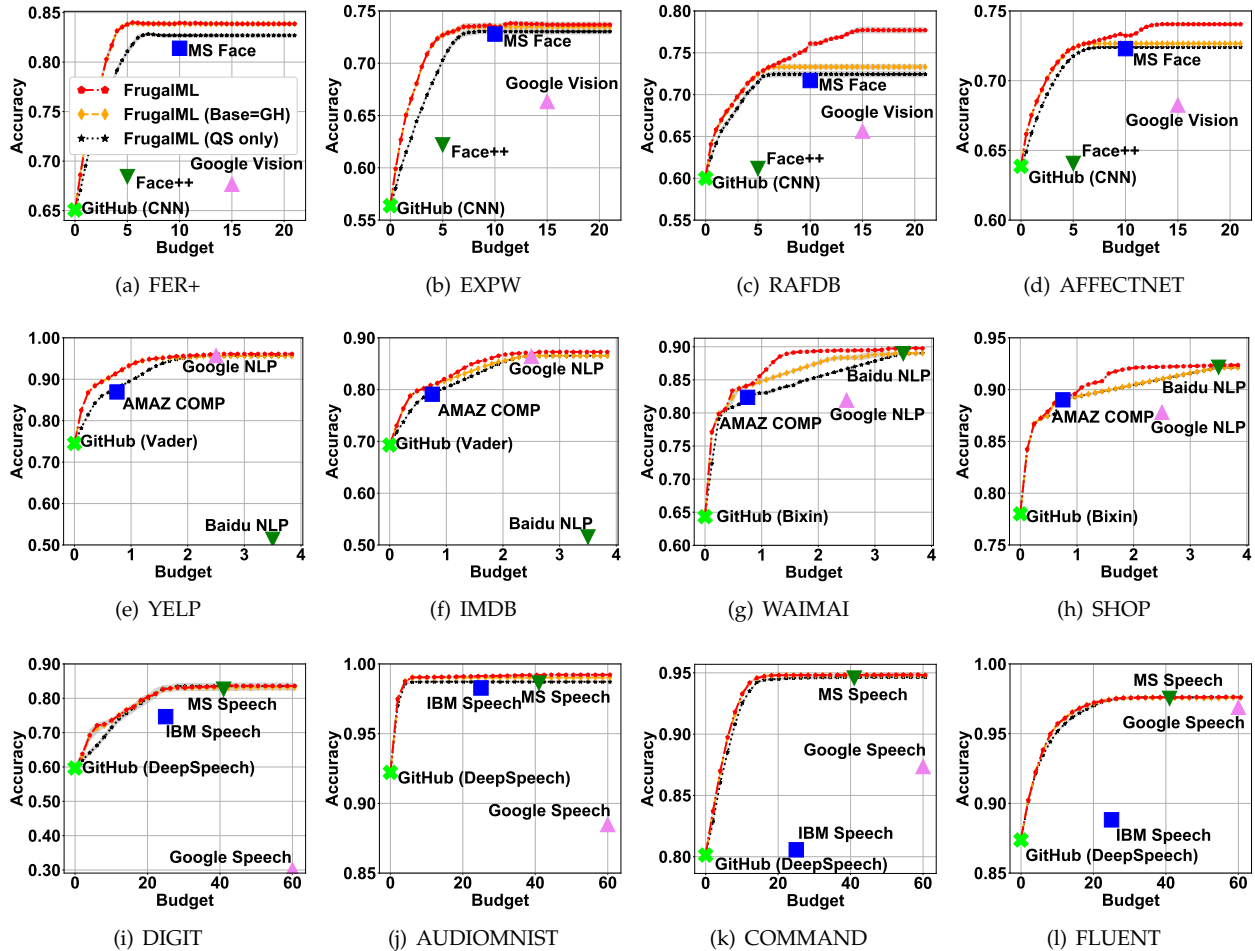 0.85
0.80
0.75
0.70
0.65
Accuracy
MS Face
FrugalML
FrugalML (Base=GH)
FrugalML (QS only)
Google Vision
Face++
GitHub (CNN)
0 5 10 15 20
Budget
(a) FER+
0.75
0.70
0.65
0.60
0.55
Accuracy
MS Face
Google Vision
Face++
GitHub (CNN)
0 5 10 15 20
Budget
(b) EXPW
0.80
0.75
0.70
0.65
0.60
0.55
Accuracy
MS Face
Google Vision
Face++
GitHub (CNN)
0 5 10 15 20
Budget
(c) RAFDB
0.75
0.70
0.65
0.60
Accuracy
MS Face
Google Vision
Face++
GitHub (CNN)
0 5 10 15 20
Budget
(d) AFFECTNET
1.00
0.90
0.80
0.70
0.60
0.50
Accuracy
Google NLP
AMAZ COMP
GitHub (Vader)
Baidu NLP
0 1 2 3 4
Budget
(e) YELP
0.90
0.80
0.70
0.60
0.50
Accuracy
Google NLP
AMAZ COMP
GitHub (Vader)
Baidu NLP
0 1 2 3 4
Budget
(f) IMDB
0.90
0.85
0.80
0.75
0.70
0.65
0.60
Accuracy
Baidu NLP
AMAZ COMP
Google NLP
GitHub (Bixin)
0 1 2 3 4
Budget
(g) WAIMAI
0.95
0.90
0.85
0.80
0.75
Accuracy
Baidu NLP
AMAZ COMP
Google NLP
GitHub (Bixin)
0 1 2 3 4
Budget
(h) SHOP
0.90
0.80
0.70
0.60
0.50
0.40
0.30
Accuracy
MS Speech
IBM Speech
GitHub (DeepSpeech)
Google Speech
0 20 40 60
Budget
(i) DIGIT
1.00
0.95
0.90
0.85
Accuracy
IBM Speech
MS Speech
GitHub (DeepSpeech)
Google Speech
0 20 40 60
Budget
(j) AUDIOMNIST
0.95
0.90
0.85
0.80
Accuracy
MS Speech
Google Speech
IBM Speech
GitHub (DeepSpeech)
0 20 40 60
Budget
(k) COMMAND
1.00
0.95
0.90
0.85
Accuracy
MS Speech
Google Speech
IBM Speech
GitHub (DeepSpeech)
0 20 40 60
Budget
(l) FLUENT